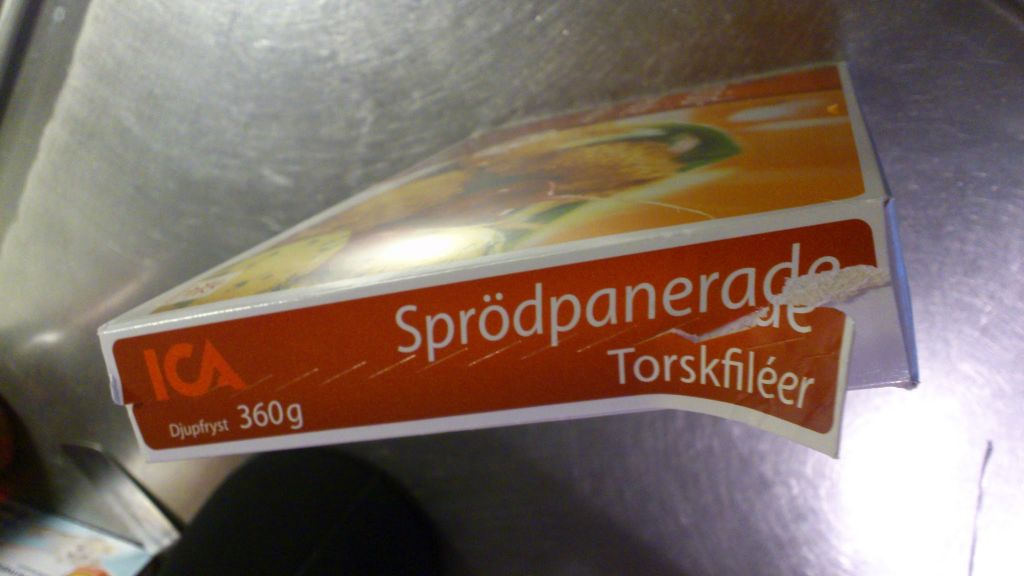 Sprödpanerade
Torskfiléer
ICA
Djupfryst 360g